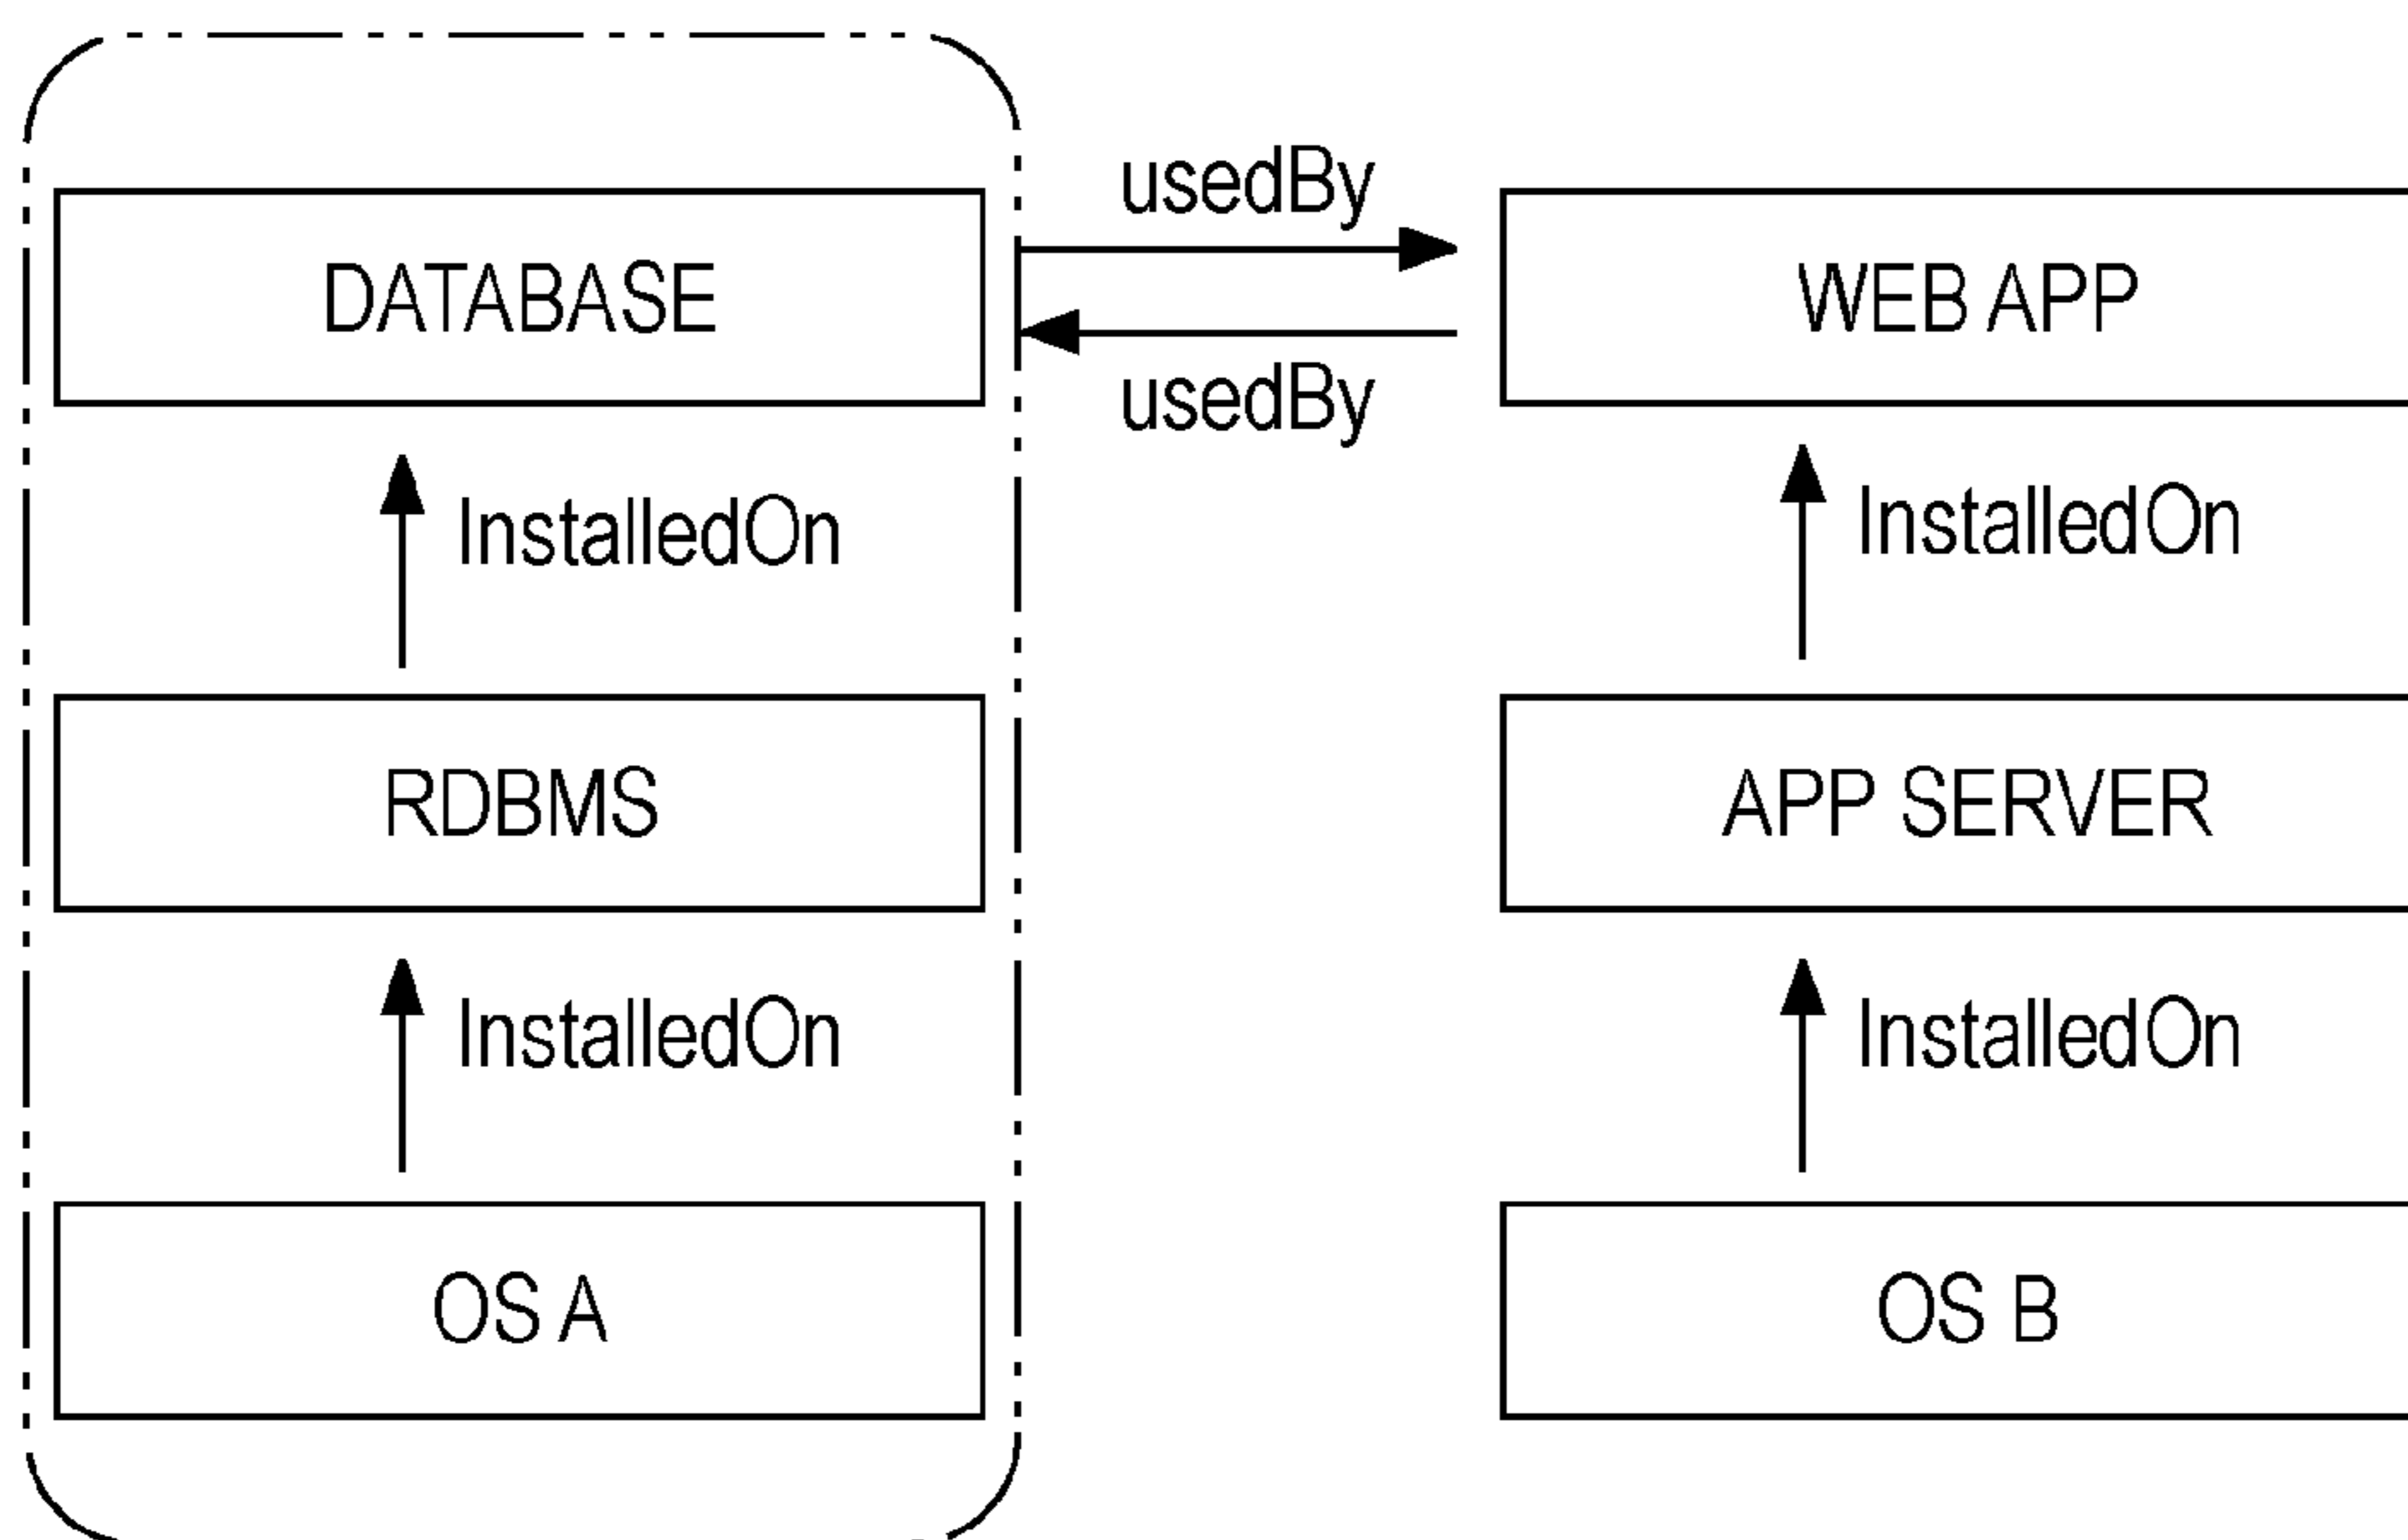 usedBy
DATABASE
WEB APP
usedBy
InstalledOn
InstalledOn
RDBMS
APP SERVER
InstalledOn
InstalledOn
OS A
OS B